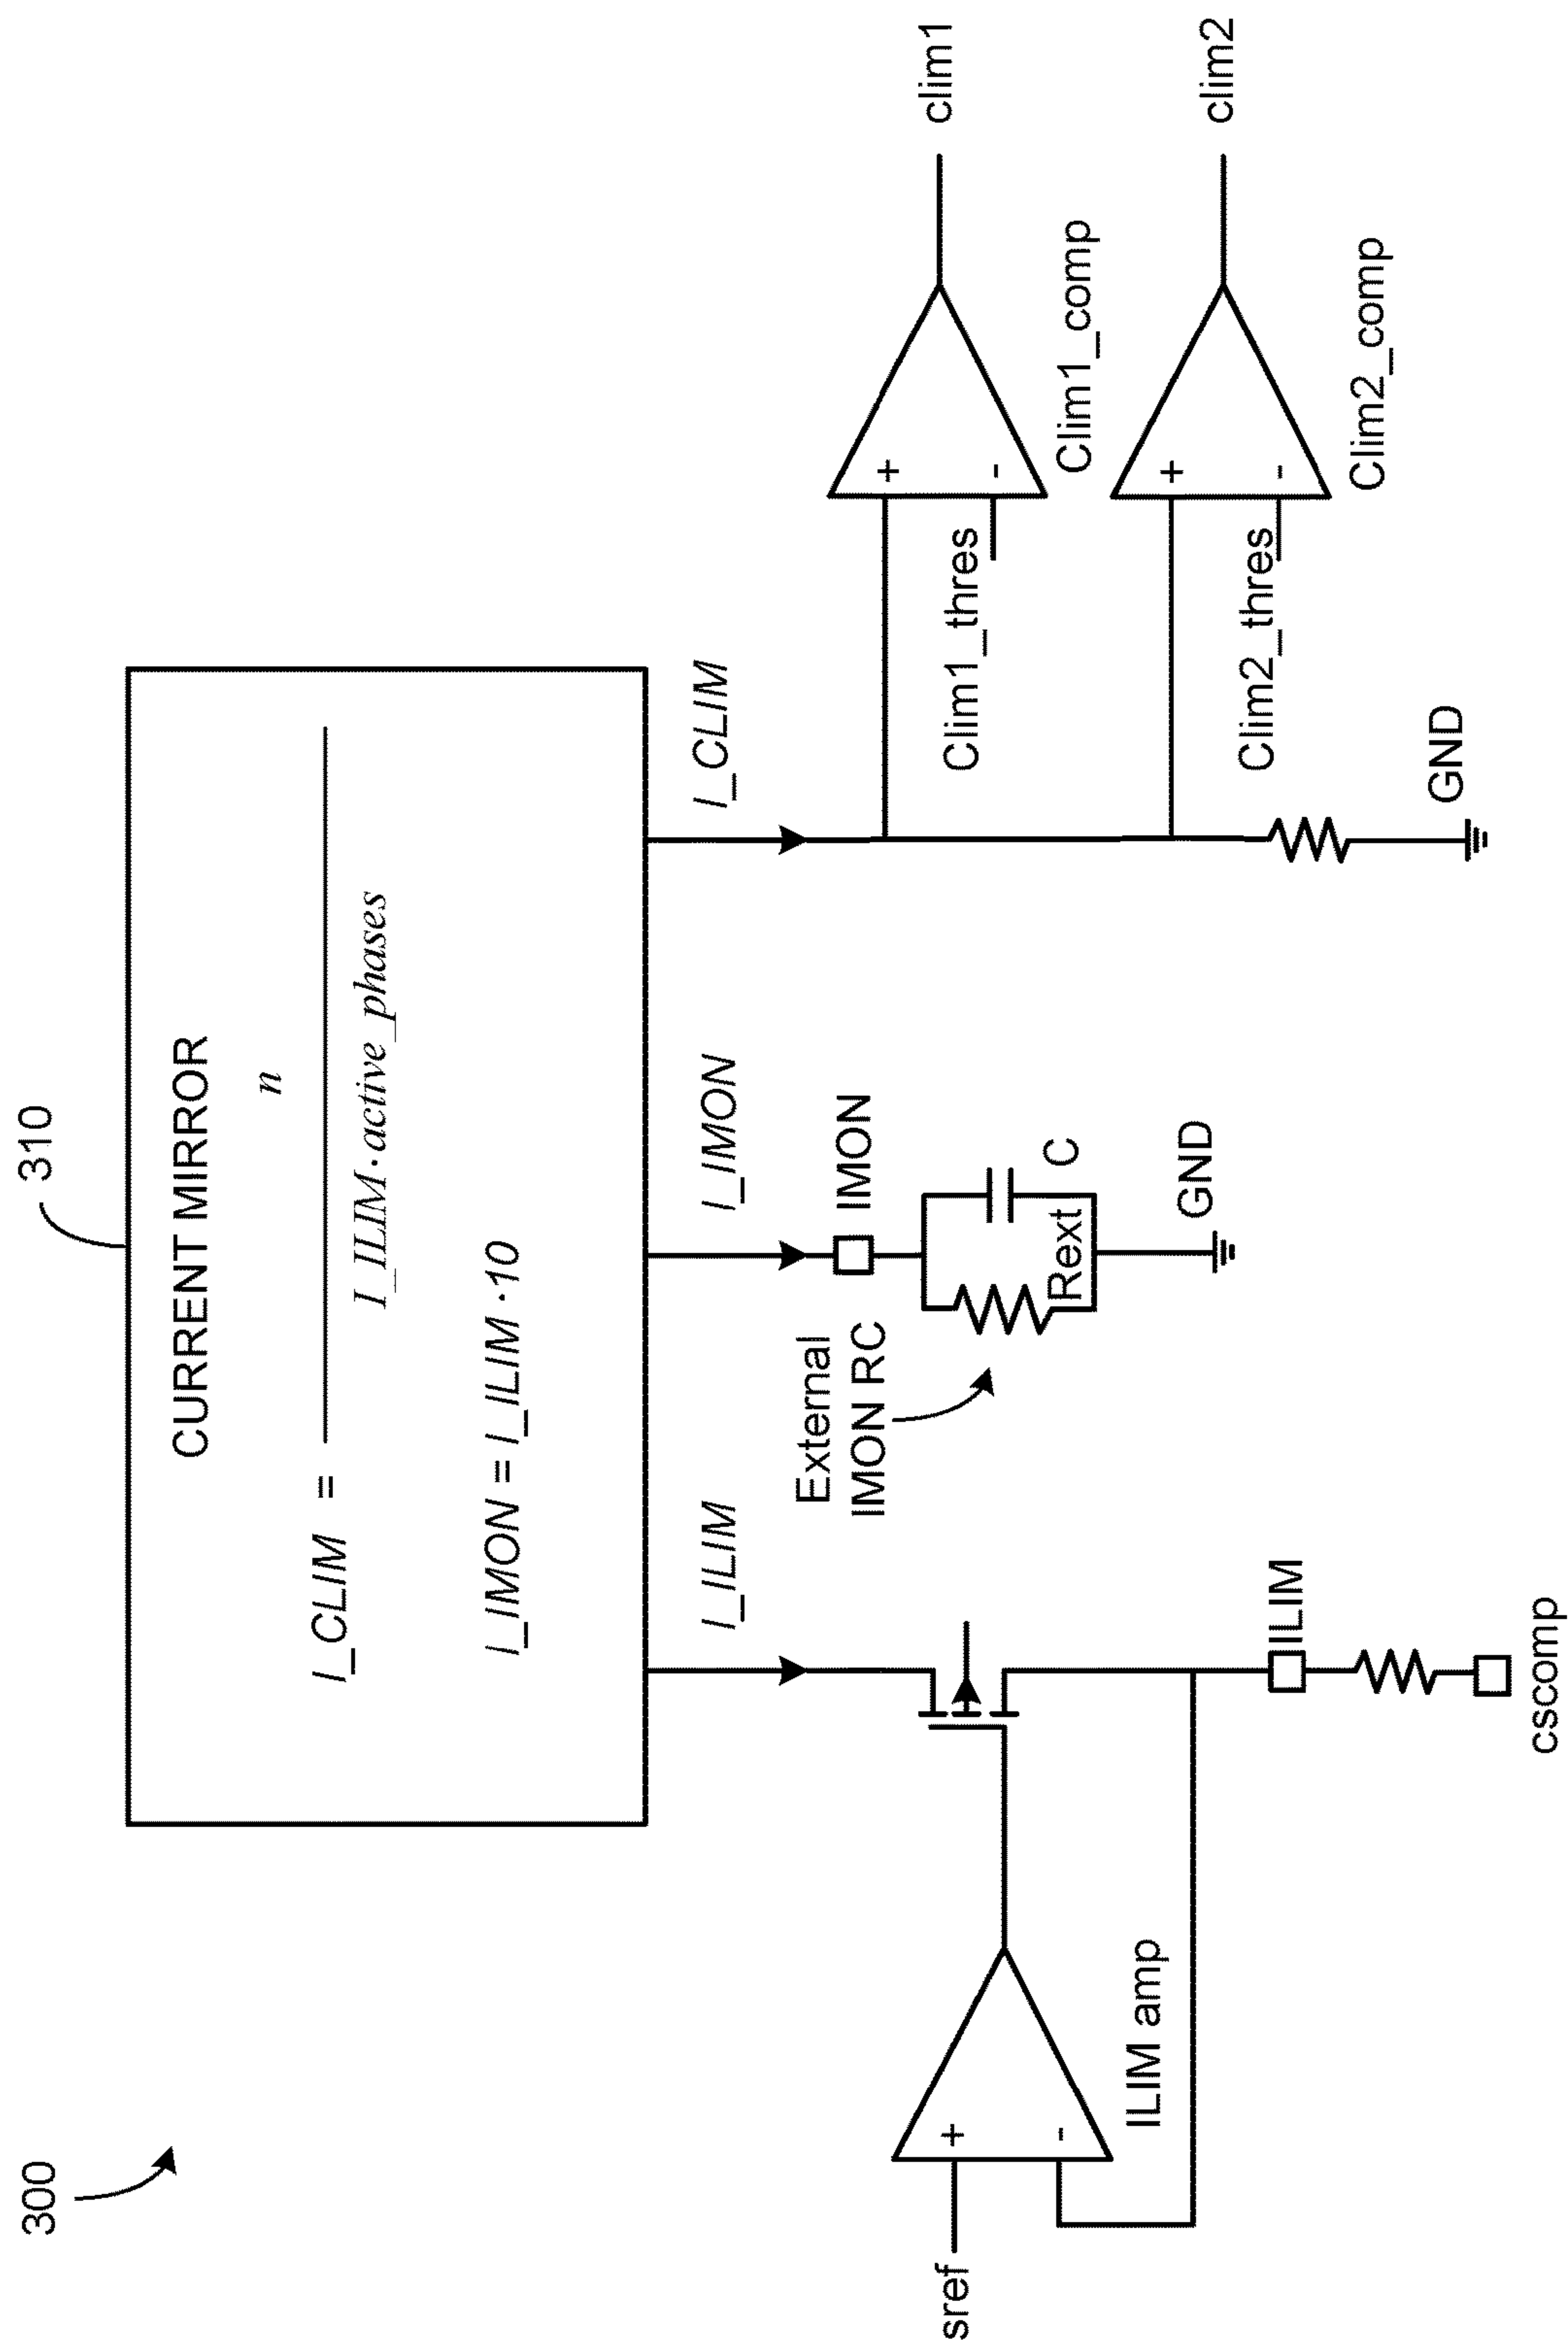 300
310
CURRENT MIRROR
I_CLIM =
n
I_ILIM·active_phases
I_IMON = I_ILIM ·10
I_ILIM
I_IMON
I_CLIM
sref
+
-
ILIM amp
ILIM
cscomp
External
IMON RC
IMON
Rext
C
GND
Clim1_thres
+
-
Clim1_comp
clim1
Clim2_thres
+
-
Clim2_comp
clim2
GND